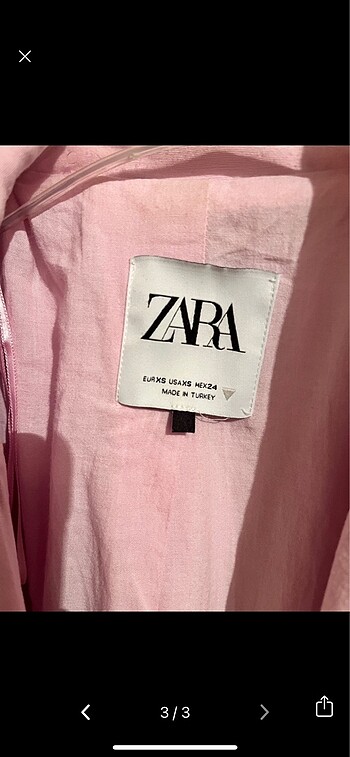 ZARA
EUR XS USA XS MEX 24
MADE IN TURKEY
3/3